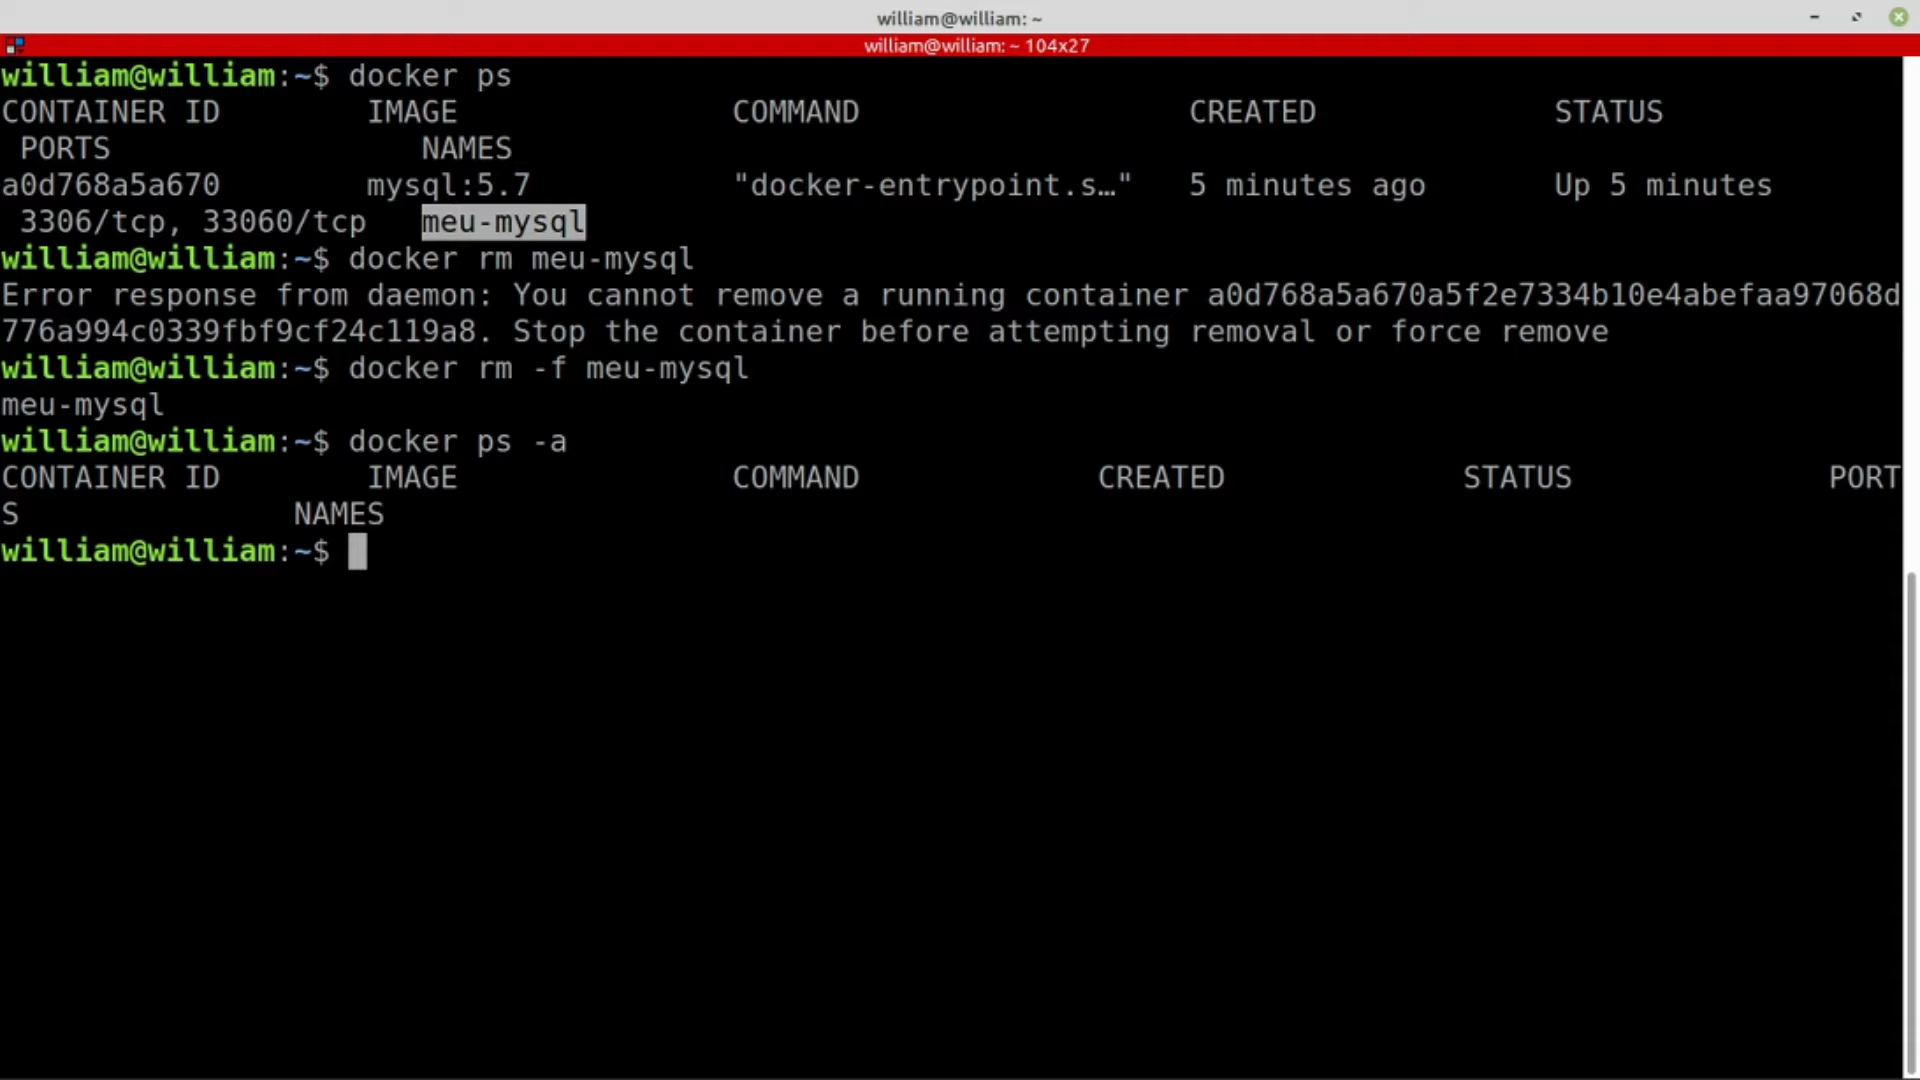 william@william: ~
william@william: ~ 104x27
william@william:~$ docker ps
CONTAINER ID        IMAGE               COMMAND                  CREATED             STATUS
 PORTS                 NAMES
a0d768a5a670        mysql:5.7           "docker-entrypoint.s…"   5 minutes ago       Up 5 minutes
 3306/tcp, 33060/tcp   meu-mysql
william@william:~$ docker rm meu-mysql
Error response from daemon: You cannot remove a running container a0d768a5a670a5f2e7334b10e4abefaa97068d
776a994c0339fbf9cf24c119a8. Stop the container before attempting removal or force remove
william@william:~$ docker rm -f meu-mysql
meu-mysql
william@william:~$ docker ps -a
CONTAINER ID        IMAGE               COMMAND             CREATED             STATUS              PORT
S               NAMES
william@william:~$